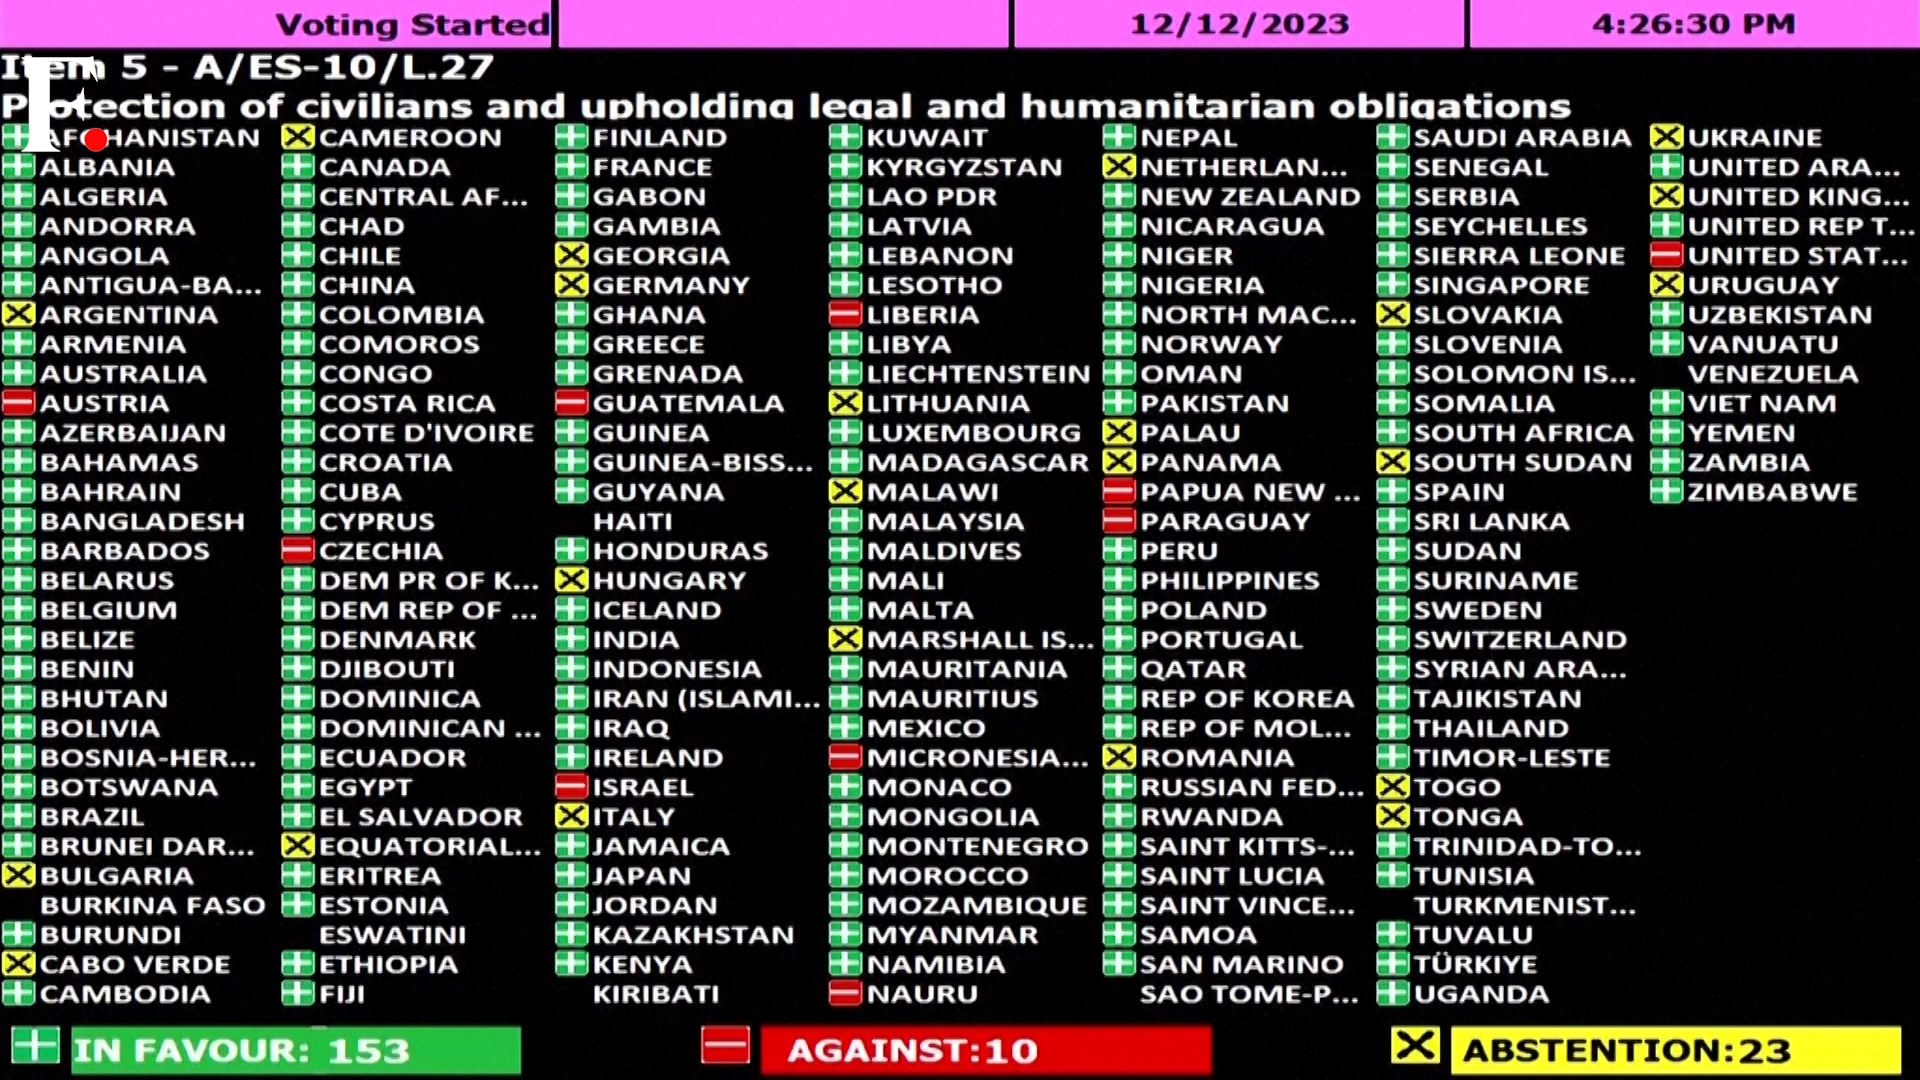 Voting Started 12/12/2023 4:26:30 PM
Item 5 - A/ES-10/L.27
Protection of civilians and upholding legal and humanitarian obligations
AFGHANISTAN
ALBANIA
ALGERIA
ANDORRA
ANGOLA
ANTIGUA-BA...
ARGENTINA
ARMENIA
AUSTRALIA
AUSTRIA
AZERBAIJAN
BAHAMAS
BAHRAIN
BANGLADESH
BARBADOS
BELARUS
BELGIUM
BELIZE
BENIN
BHUTAN
BOLIVIA
BOSNIA-HER...
BOTSWANA
BRAZIL
BRUNEI DAR...
BULGARIA
BURKINA FASO
BURUNDI
CABO VERDE
CAMBODIA
CAMEROON
CANADA
CENTRAL AF...
CHAD
CHILE
CHINA
COLOMBIA
COMOROS
CONGO
COSTA RICA
COTE D'IVOIRE
CROATIA
CUBA
CYPRUS
CZECHIA
DEM PR OF K...
DEM REP OF ...
DENMARK
DJIBOUTI
DOMINICA
DOMINICAN ...
ECUADOR
EGYPT
EL SALVADOR
EQUATORIAL...
ERITREA
ESTONIA
ESWATINI
ETHIOPIA
FIJI
FINLAND
FRANCE
GABON
GAMBIA
GEORGIA
GERMANY
GHANA
GREECE
GRENADA
GUATEMALA
GUINEA
GUINEA-BISS...
GUYANA
HAITI
HONDURAS
HUNGARY
ICELAND
INDIA
INDONESIA
IRAN (ISLAMI...
IRAQ
IRELAND
ISRAEL
ITALY
JAMAICA
JAPAN
JORDAN
KAZAKHSTAN
KENYA
KIRIBATI
KUWAIT
KYRGYZSTAN
LAO PDR
LATVIA
LEBANON
LESOTHO
LIBERIA
LIBYA
LIECHTENSTEIN
LITHUANIA
LUXEMBOURG
MADAGASCAR
MALAWI
MALAYSIA
MALDIVES
MALI
MALTA
MARSHALL IS...
MAURITANIA
MAURITIUS
MEXICO
MICRONESIA...
MONACO
MONGOLIA
MONTENEGRO
MOROCCO
MOZAMBIQUE
MYANMAR
NAMIBIA
NAURU
NEPAL
NETHERLAN...
NEW ZEALAND
NICARAGUA
NIGER
NIGERIA
NORTH MAC...
NORWAY
OMAN
PAKISTAN
PALAU
PANAMA
PAPUA NEW ...
PARAGUAY
PERU
PHILIPPINES
POLAND
PORTUGAL
QATAR
REP OF KOREA
REP OF MOL...
ROMANIA
RUSSIAN FED...
RWANDA
SAINT KITTS-...
SAINT LUCIA
SAINT VINCE...
SAMOA
SAN MARINO
SAO TOME-P...
SAUDI ARABIA
SENEGAL
SERBIA
SEYCHELLES
SIERRA LEONE
SINGAPORE
SLOVAKIA
SLOVENIA
SOLOMON IS...
SOMALIA
SOUTH AFRICA
SOUTH SUDAN
SPAIN
SRI LANKA
SUDAN
SURINAME
SWEDEN
SWITZERLAND
SYRIAN ARA...
TAJIKISTAN
THAILAND
TIMOR-LESTE
TOGO
TONGA
TRINIDAD-TO...
TUNISIA
TURKMENIST...
TUVALU
TÜRKIYE
UGANDA
UKRAINE
UNITED ARA...
UNITED KING...
UNITED REP T...
UNITED STAT...
URUGUAY
UZBEKISTAN
VANUATU
VENEZUELA
VIET NAM
YEMEN
ZAMBIA
ZIMBABWE
IN FAVOUR: 153 AGAINST:10 ABSTENTION:23
F.